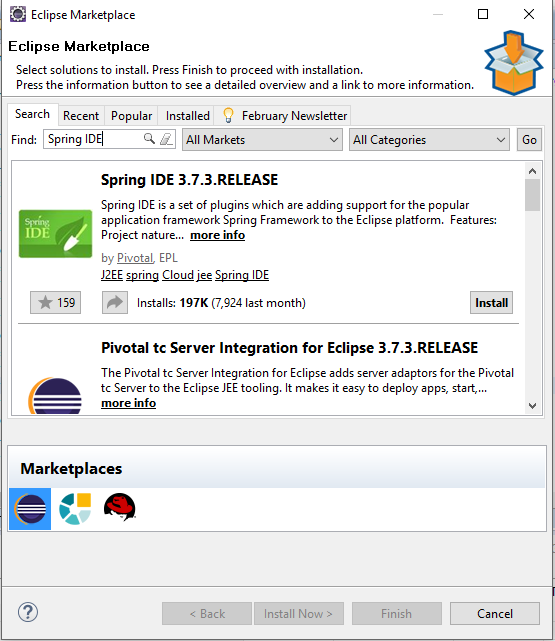 Eclipse Marketplace
Eclipse Marketplace
Select solutions to install. Press Finish to proceed with installation.
Press the information button to see a detailed overview and a link to more information.
Search Recent Popular Installed February Newsletter
Find: Spring IDE All Markets All Categories Go
Spring IDE 3.7.3.RELEASE
Spring IDE is a set of plugins which are adding support for the popular
application framework Spring Framework to the Eclipse platform. Features:
Project nature... more info
Spring
IDE
by Pivotal, EPL
J2EE spring Cloud jee Spring IDE
159 Installs: 197K (7,924 last month) Install
Pivotal tc Server Integration for Eclipse 3.7.3.RELEASE
The Pivotal tc Server Integration for Eclipse adds server adaptors for the Pivotal
tc Server to the Eclipse JEE tooling. It makes it easy to deploy apps, start,...
more info
Marketplaces
? < Back Install Now > Finish Cancel